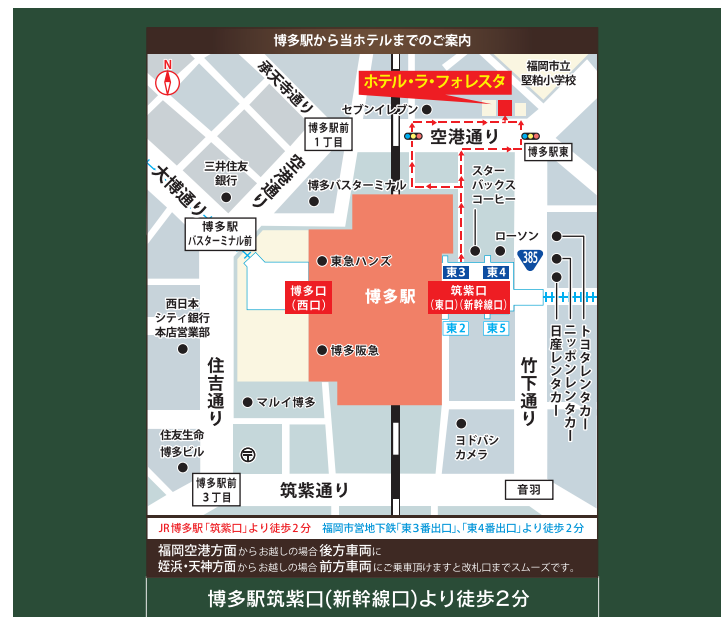 博多駅から当ホテルまでのご案内
N
承天寺通り
福岡市立
堅粕小学校
ホテル・ラ・フォレスタ
セブンイレブン
博多駅前
1丁目
空港通り
博多駅東
三井住友
銀行
空港通り
スター
バックス
コーヒー
大博通り
博多バスターミナル
博多駅
バスターミナル前
ローソン
385
東急ハンズ
東3
東4
博多口
(西口)
博多駅
筑紫口
(東口)(新幹線口)
西日本
シティ銀行
本店営業部
東2
東5
博多阪急
トヨタレンタカー
ニッポンレンタカー
日産レンタカー
住吉通り
竹下通り
マルイ博多
住友生命
博多ビル
ヨドバシ
カメラ
〒
博多駅前
3丁目
筑紫通り
音羽
JR博多駅「筑紫口」より徒歩2分 福岡市営地下鉄「東3番出口」、「東4番出口」より徒歩2分
福岡空港方面からお越しの場合後方車両に
姪浜・天神方面からお越しの場合前方車両にご乗車頂けますと改札口までスムーズです。
博多駅筑紫口(新幹線口)より徒歩2分